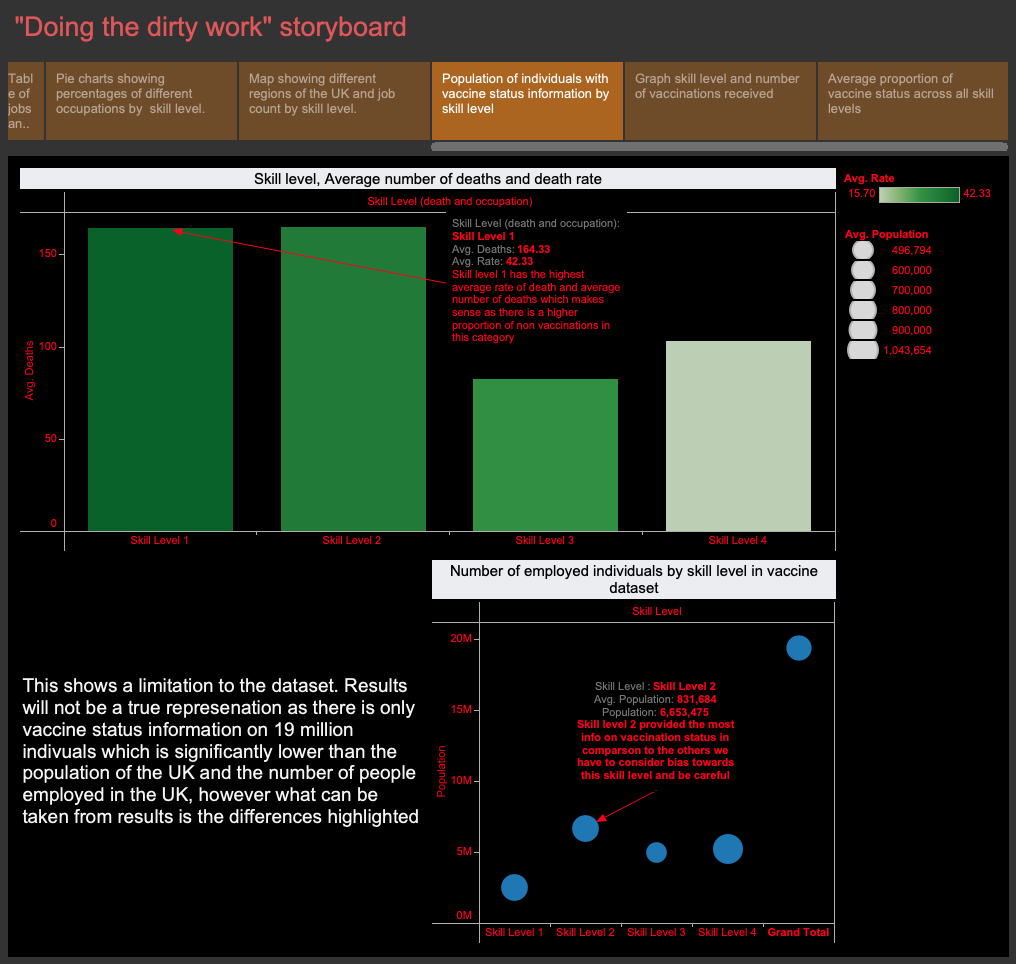 "Doing the dirty work" storyboard
Tabl
e of
jobs
an..
Pie charts showing
percentages of different
occupations by  skill level.
Map showing different
regions of the UK and job
count by skill level.
Population of individuals with
vaccine status information by
skill level
Graph skill level and number
of vaccinations received
Average proportion of
vaccine status across all skill
levels
Skill level, Average number of deaths and death rate
Skill Level (death and occupation)
Skill Level (death and occupation):
Skill Level 1
Avg. Deaths: 164.33
Avg. Rate: 42.33
Skill level 1 has the highest
average rate of death and average
number of deaths which makes
sense as there is a higher
proportion of non vaccinations in
this category
Avg. Deaths
150
100
50
0
Skill Level 1
Skill Level 2
Skill Level 3
Skill Level 4
Avg. Rate
15.70
42.33
Avg. Population
496,794
600,000
700,000
800,000
900,000
1,043,654
This shows a limitation to the dataset. Results
will not be a true represenation as there is only
vaccine status information on 19 million
indivuals which is significantly lower than the
population of the UK and the number of people
employed in the UK, however what can be
taken from results is the differences highlighted
Number of employed individuals by skill level in vaccine
dataset
Skill Level
Population
20M
15M
10M
5M
0M
Skill Level : Skill Level 2
Avg. Population: 831,684
Population: 6,653,475
Skill level 2 provided the most
info on vaccination status in
comparson to the others we
have to consider bias towards
this skill level and be careful
Skill Level 1
Skill Level 2
Skill Level 3
Skill Level 4
Grand Total